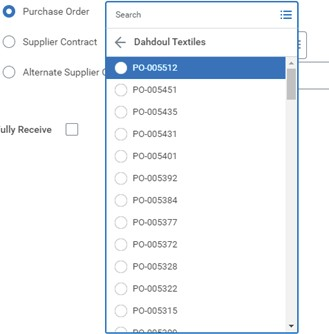 Purchase Order
Search
Supplier Contract
Dahdoul Textiles
Alternate Supplier
PO-005512
PO-005451
PO-005435
ully Receive
PO-005431
PO-005401
PO-005392
PO-005384
PO-005377
PO-005372
PO-005328
PO-005322
PO-005315